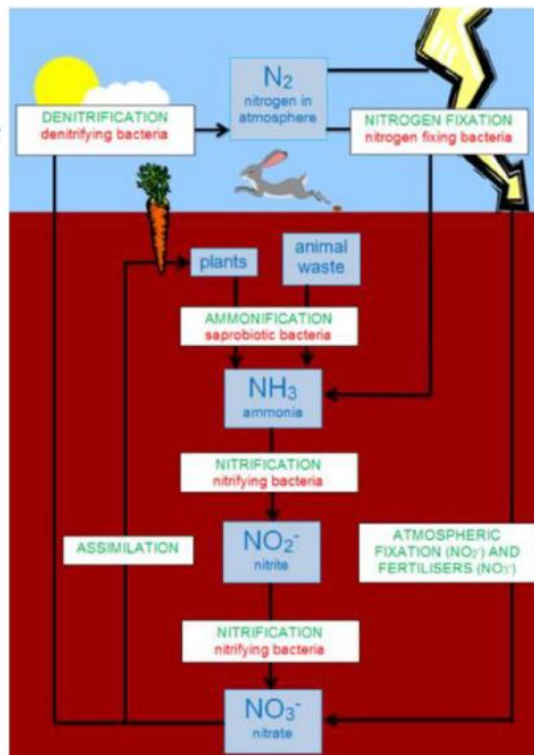 N₂
nitrogen in
atmosphere
DENITRIFICATION
denitrifying bacteria
NITROGEN FIXATION
nitrogen fixing bacteria
plants
animal
waste
AMMONIFICATION
saprobiotic bacteria
NH₃
ammonia
NITRIFICATION
nitrifying bacteria
ASSIMILATION
NO₂⁻
nitrite
ATMOSPHERIC
FIXATION (NO₂⁻) AND
FERTILISERS (NO₃⁻)
NITRIFICATION
nitrifying bacteria
NO₃⁻
nitrate